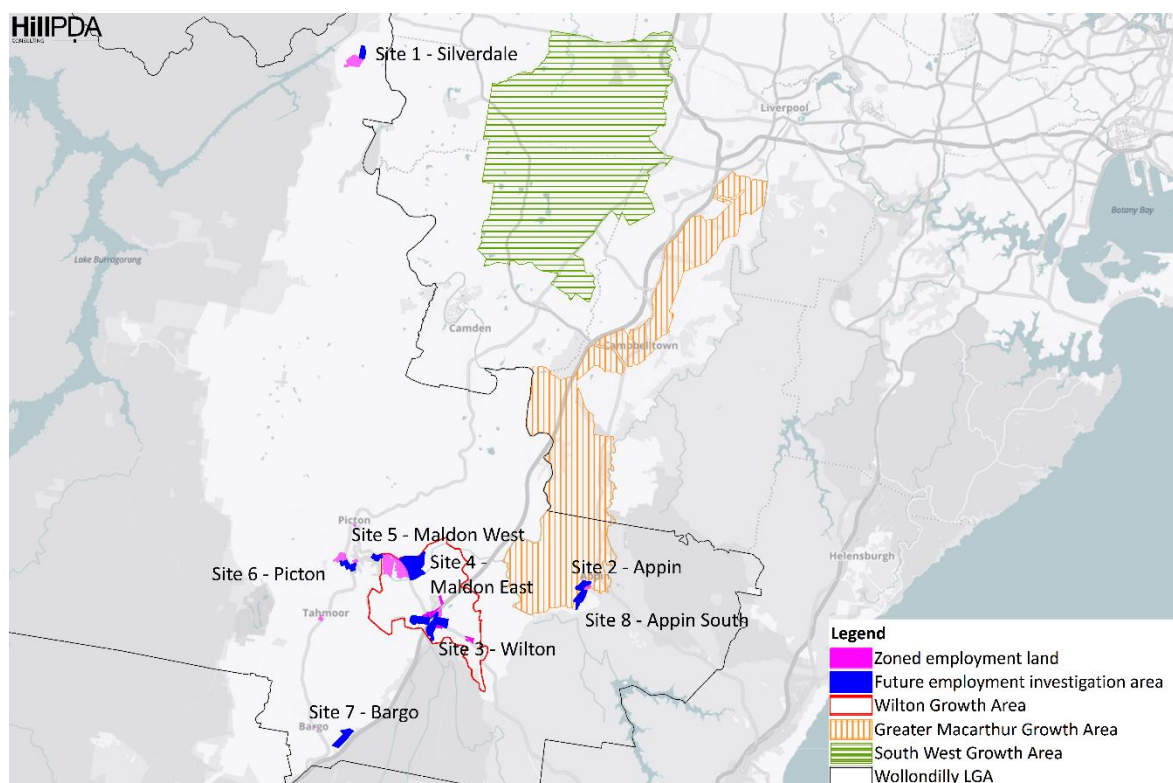 HillPDA
CONSULTING
Site 1 - Silverdale
Liverpool
Botany Bay
Lake Burragorang
Camden
Campbelltown
Picton
Site 5 - Maldon West
Site 4 -
Maldon East
Site 6 - Picton
Site 2 - Appin
Appin
Helensburgh
Tahmoor
Site 8 - Appin South
Site 3 - Wilton
Site 7 - Bargo
Bargo
Legend
Zoned employment land
Future employment investigation area
Wilton Growth Area
Greater Macarthur Growth Area
South West Growth Area
Wollondilly LGA